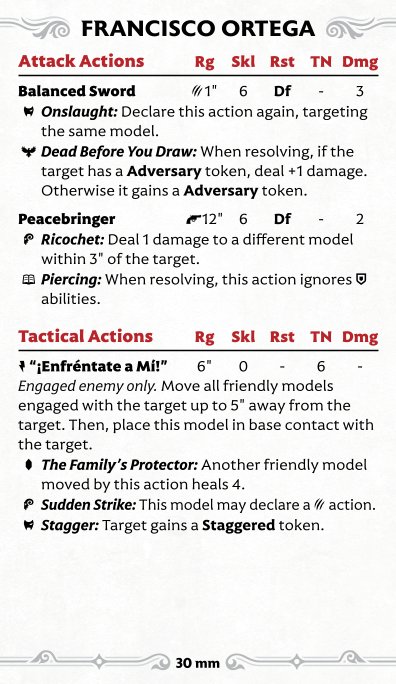 FRANCISCO ORTEGA
Attack Actions Rg Skl Rst TN Dmg
Balanced Sword 1" 6 Df - 3
Onslaught: Declare this action again, targeting
the same model.
Dead Before You Draw: When resolving, if the
target has a Adversary token, deal +1 damage.
Otherwise it gains a Adversary token.
Peacebringer 12" 6 Df - 2
Ricochet: Deal 1 damage to a different model
within 3" of the target.
Piercing: When resolving, this action ignores
abilities.
Tactical Actions Rg Skl Rst TN Dmg
“¡Enfréntate a Mí!” 6" 0 - 6 -
Engaged enemy only. Move all friendly models
engaged with the target up to 5" away from the
target. Then, place this model in base contact with
the target.
The Family’s Protector: Another friendly model
moved by this action heals 4.
Sudden Strike: This model may declare a action.
Stagger: Target gains a Staggered token.
30 mm